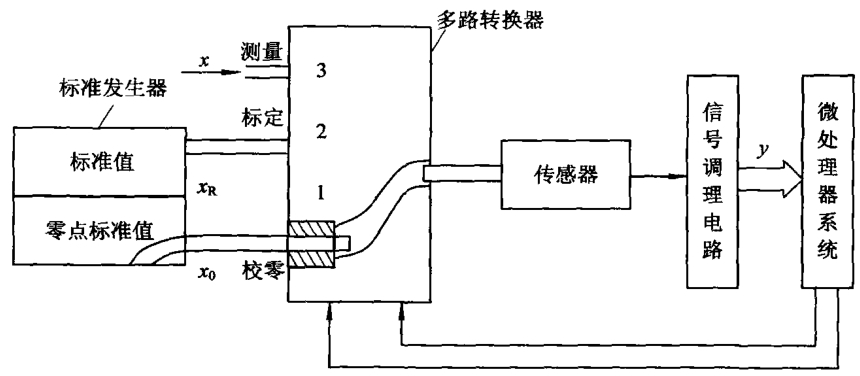 多路转换器
x
测量
3
标准发生器
标定
2
标准值
x_R
1
零点标准值
x_0
校零
传感器
信号调理电路
y
微处理器系统